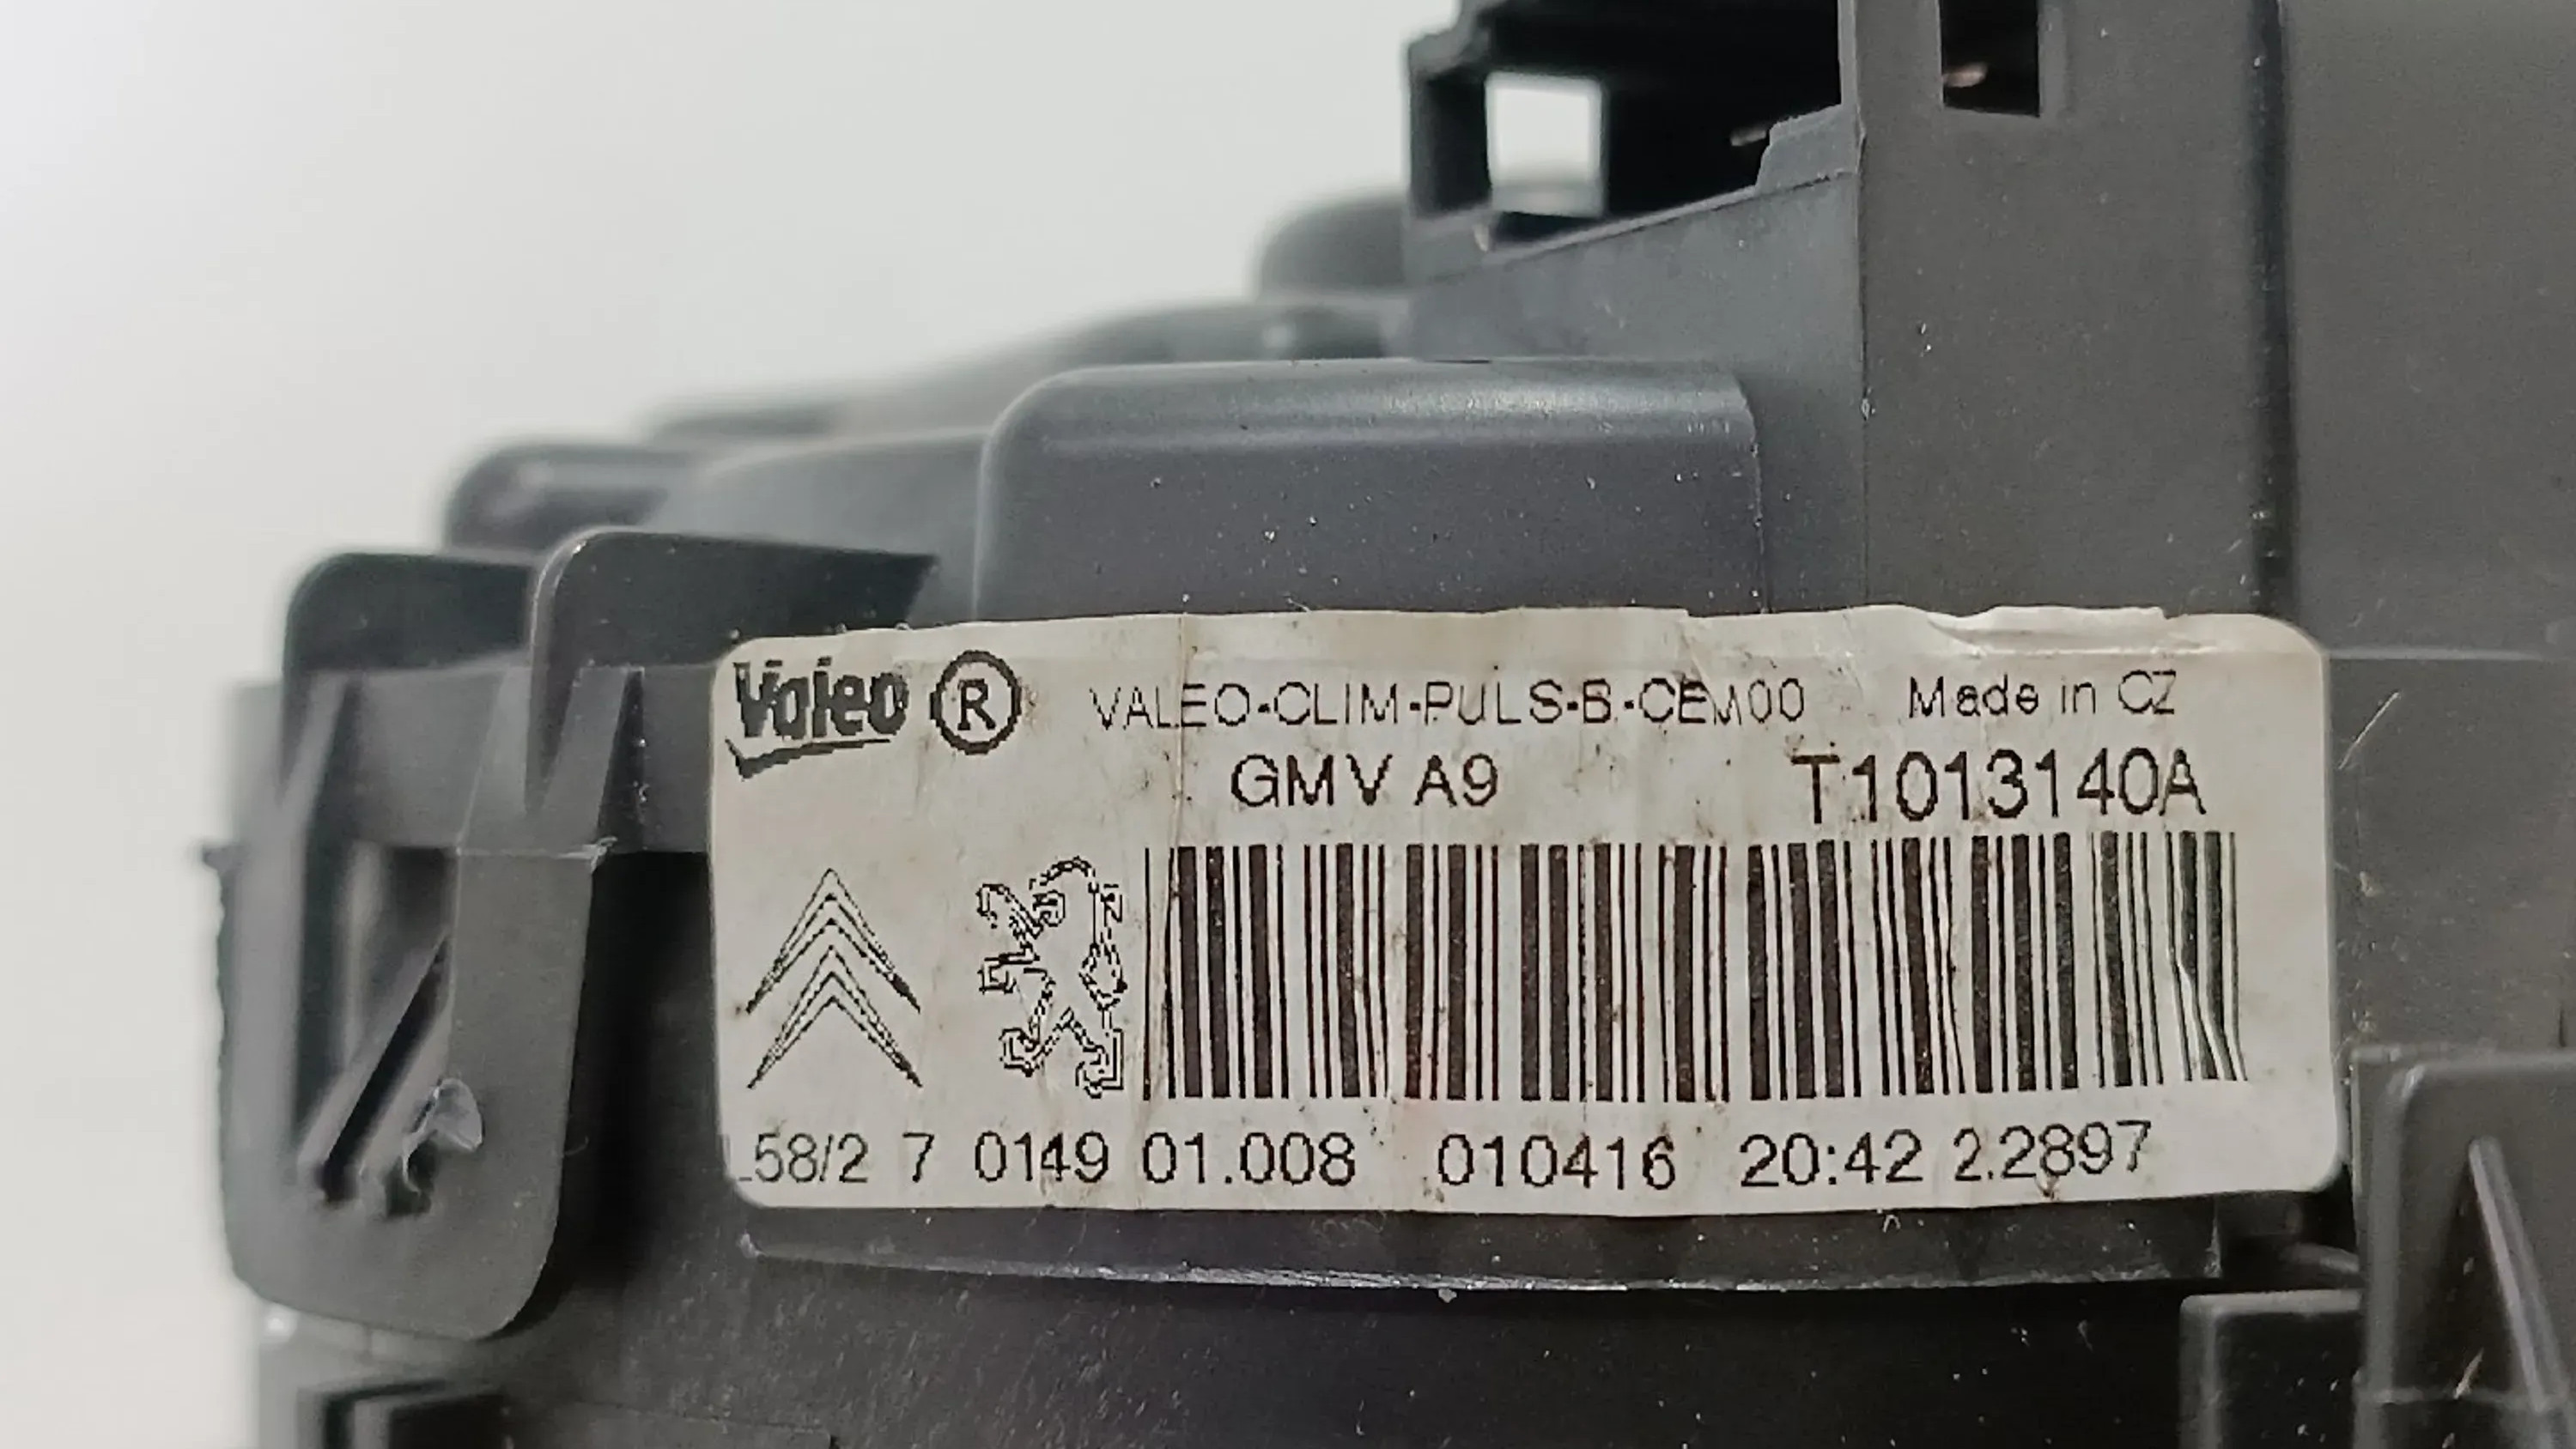 Valeo ® VALEO-CLIM-PULS-B-CEM00 Made in CZ
GMV A9 T1013140A
L58/2 7 0149 01.008 010416 20:42 2.2897